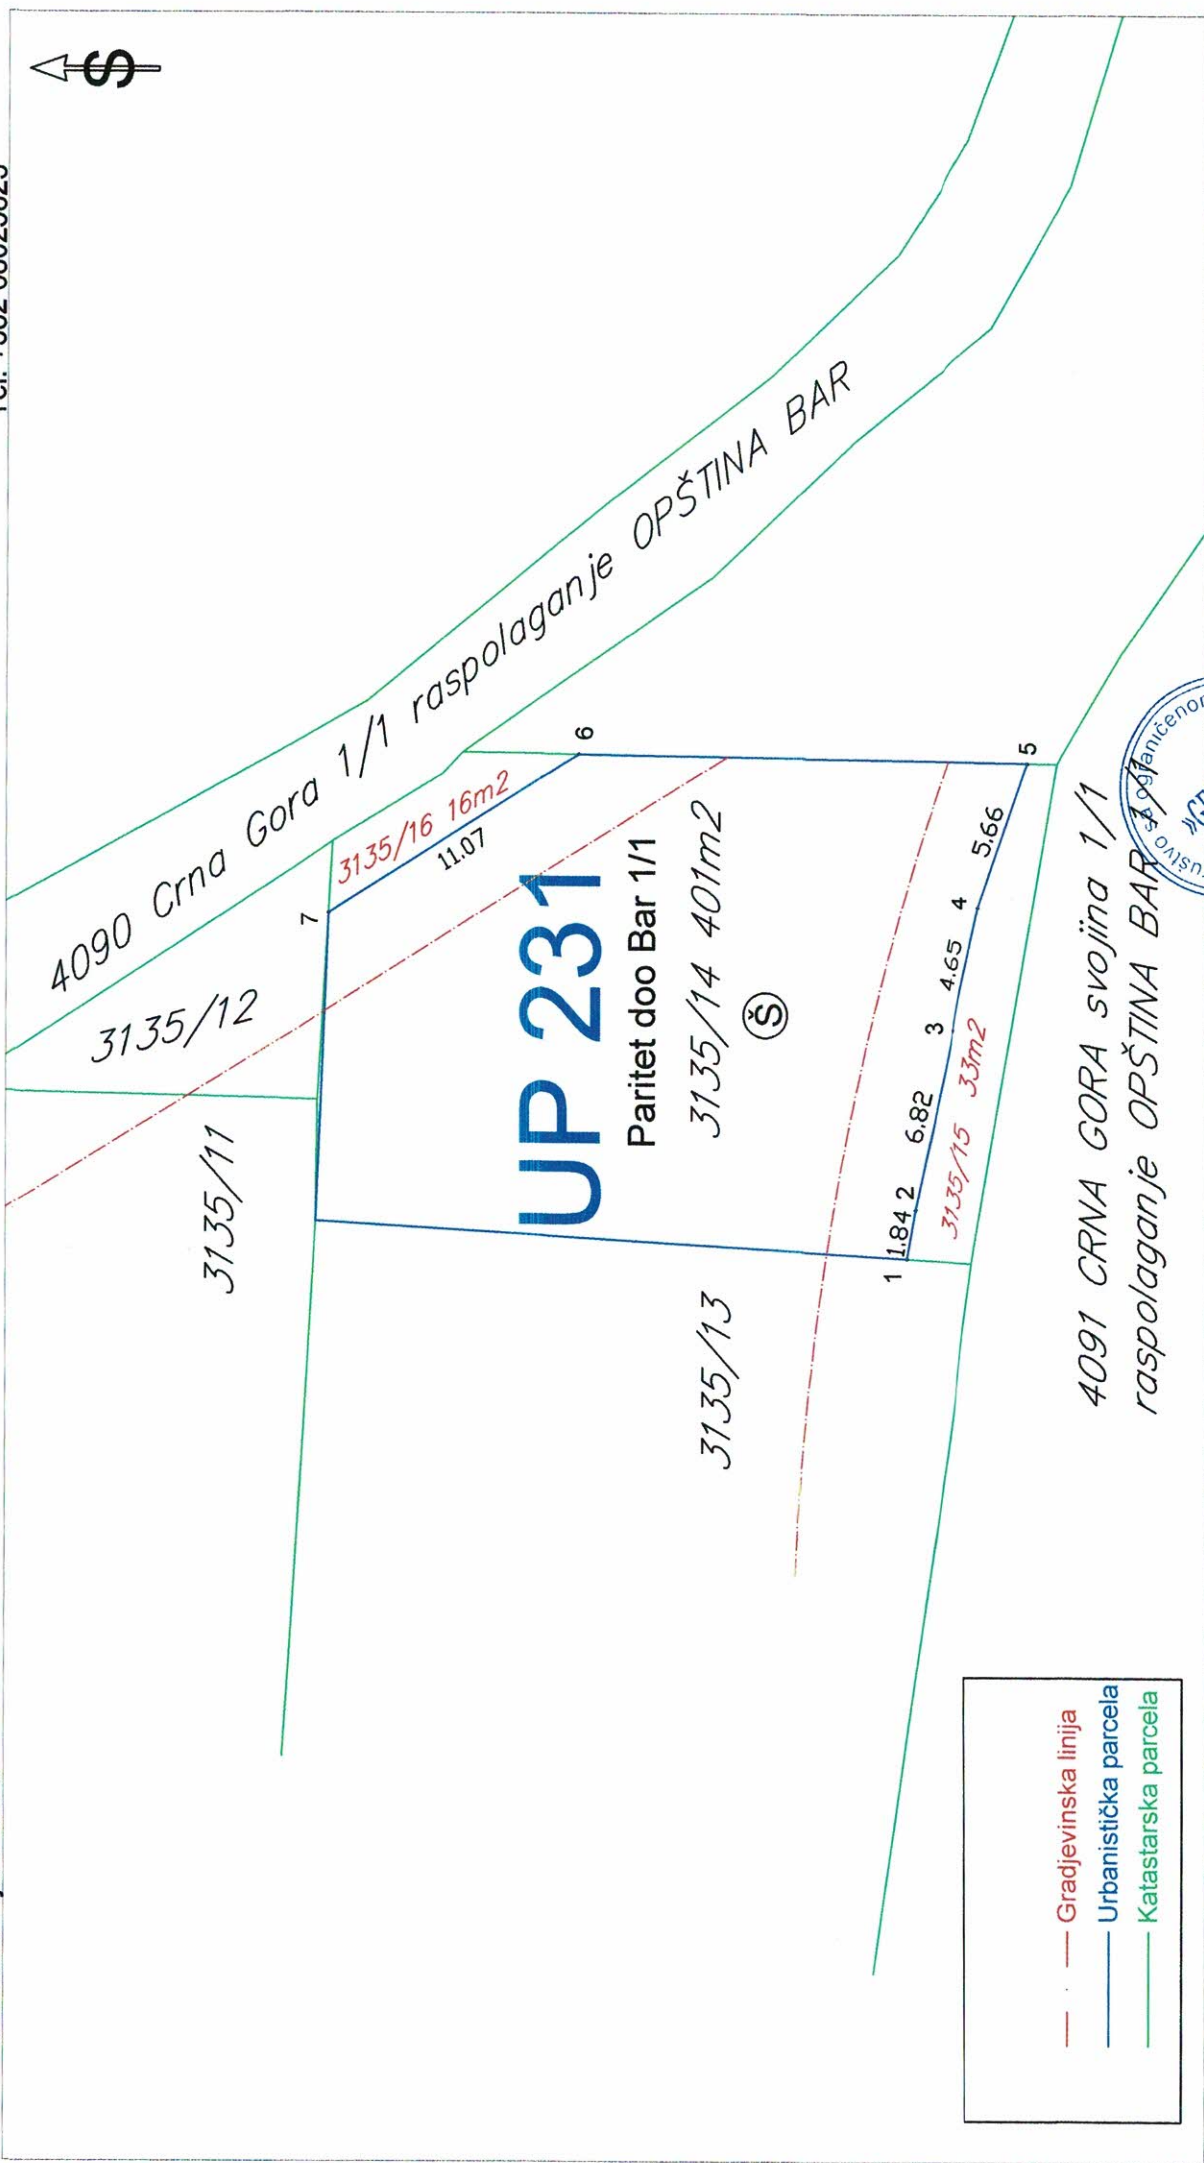 S
4090 Crna Gora 1/1 raspolaganje OPŠTINA BAR
3135/12
3135/11
7
3135/16 16m2
11.07
6
UP 231
Paritet doo Bar 1/1
3135/14 401m2
Š
3135/13
1
1.84
2
6.82
3
4.65
4
5.66
5
3135/15 33m2
4091 CRNA GORA svojina 1/1
raspolaganje OPŠTINA BAR 1/1
Gradjevinska linija
Urbanistička parcela
Katastarska parcela